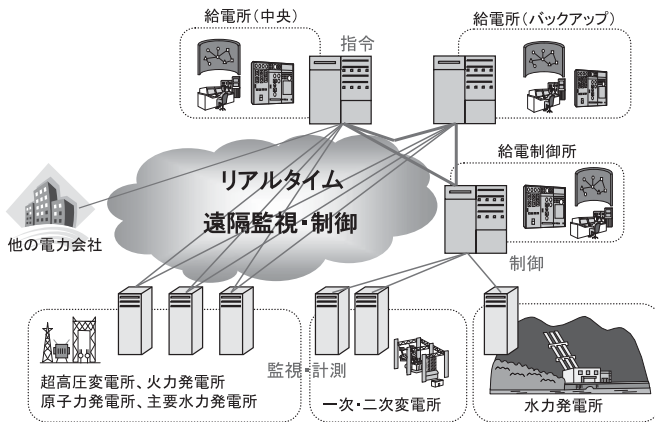 給電所(中央)
指令
給電所(バックアップ)
給電制御所
リアルタイム
遠隔監視・制御
他の電力会社
制御
監視・計測
超高圧変電所、火力発電所
原子力発電所、主要水力発電所
一次・二次変電所
水力発電所